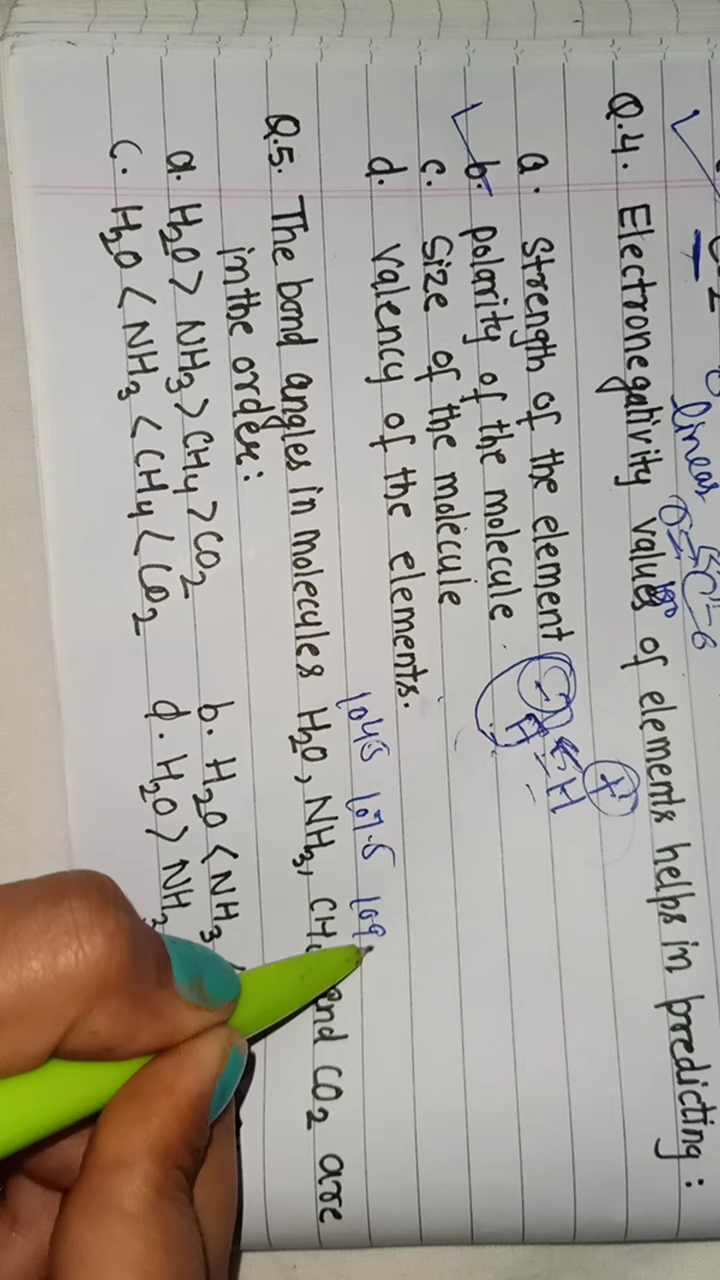 linear
Q.4. Electronegativity values of elements helps in predicting :
a. strength of the element
b. polarity of the molecule
c. size of the molecule
d. valency of the elements.
104.5 107.5 109
Q.5. The bond angles in molecules H₂O, NH₃, CH and CO₂ are
in the order:
a. H₂O > NH₃ > CH₄ > CO₂ b. H₂O < NH₃
c. H₂O < NH₃ < CH₄ < CO₂ d. H₂O > NH₃